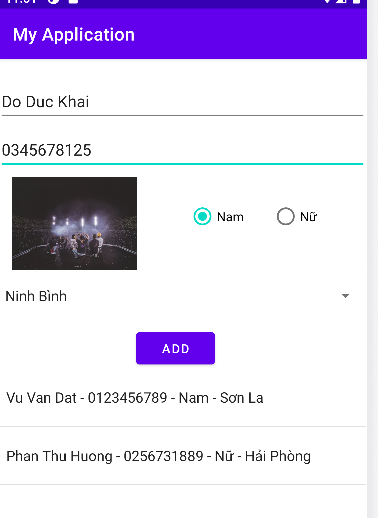 My Application
Do Duc Khai
0345678125
Nam Nữ
Ninh Bình
ADD
Vu Van Dat - 0123456789 - Nam - Sơn La
Phan Thu Huong - 0256731889 - Nữ - Hải Phòng